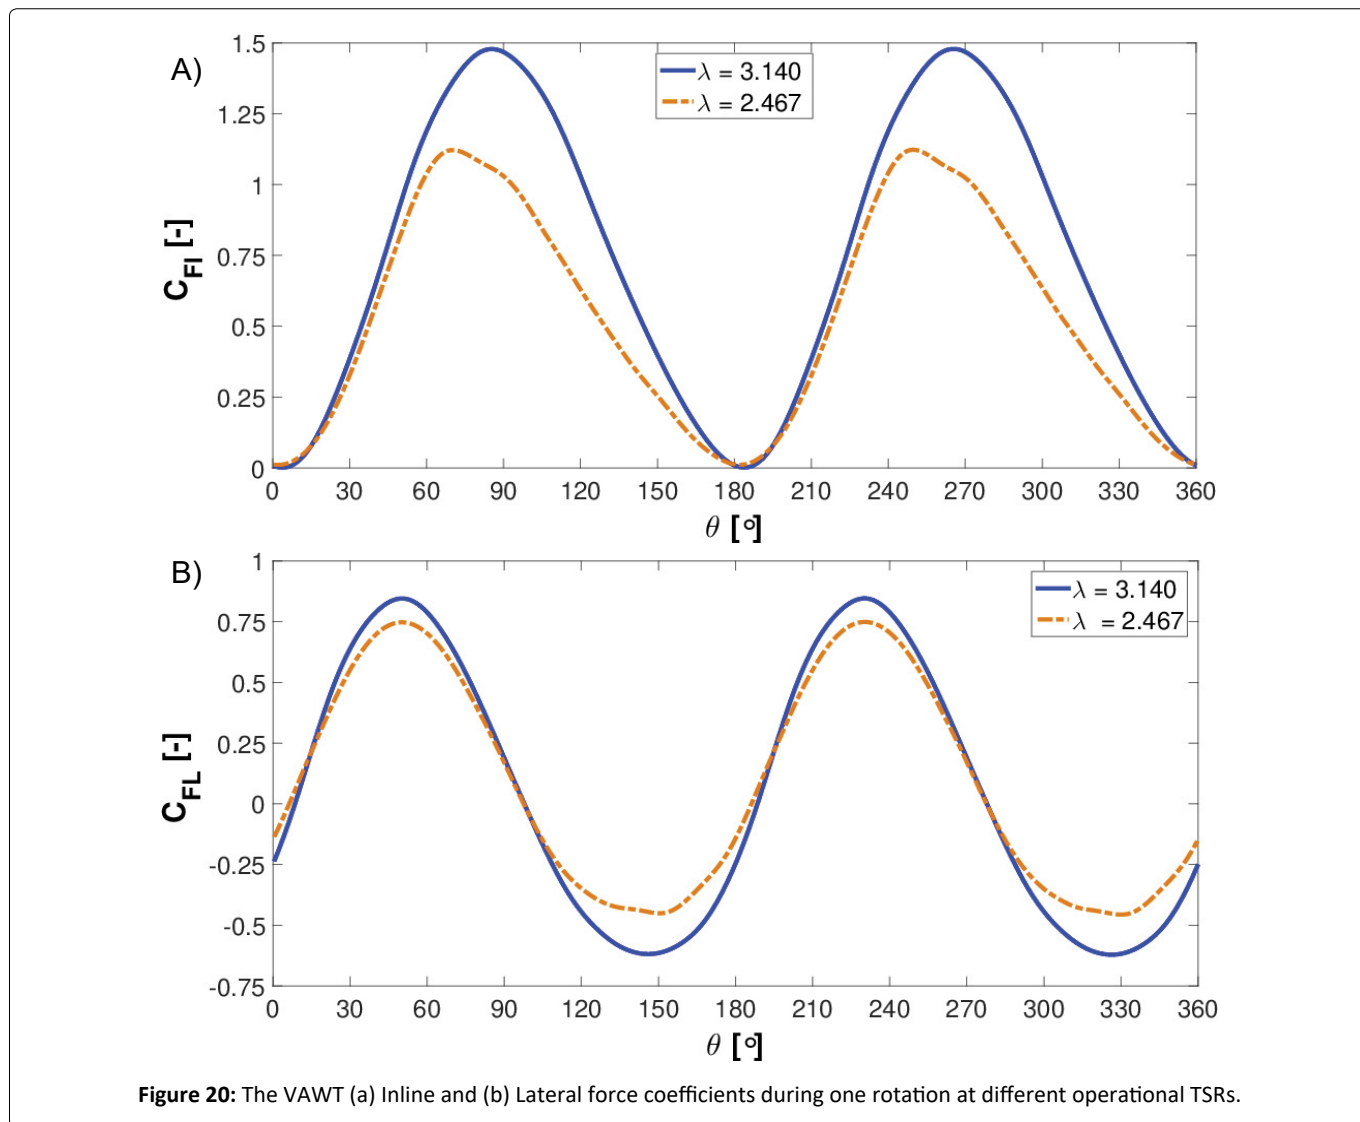 A)
1.5
1.25
1
0.75
0.5
0.25
0
C_FI [-]
λ = 3.140
λ = 2.467
0 30 60 90 120 150 180 210 240 270 300 330 360
θ [°]
B)
1
0.75
0.5
0.25
0
-0.25
-0.5
-0.75
C_FL [-]
λ = 3.140
λ = 2.467
0 30 60 90 120 150 180 210 240 270 300 330 360
θ [°]
Figure 20: The VAWT (a) Inline and (b) Lateral force coefficients during one rotation at different operational TSRs.